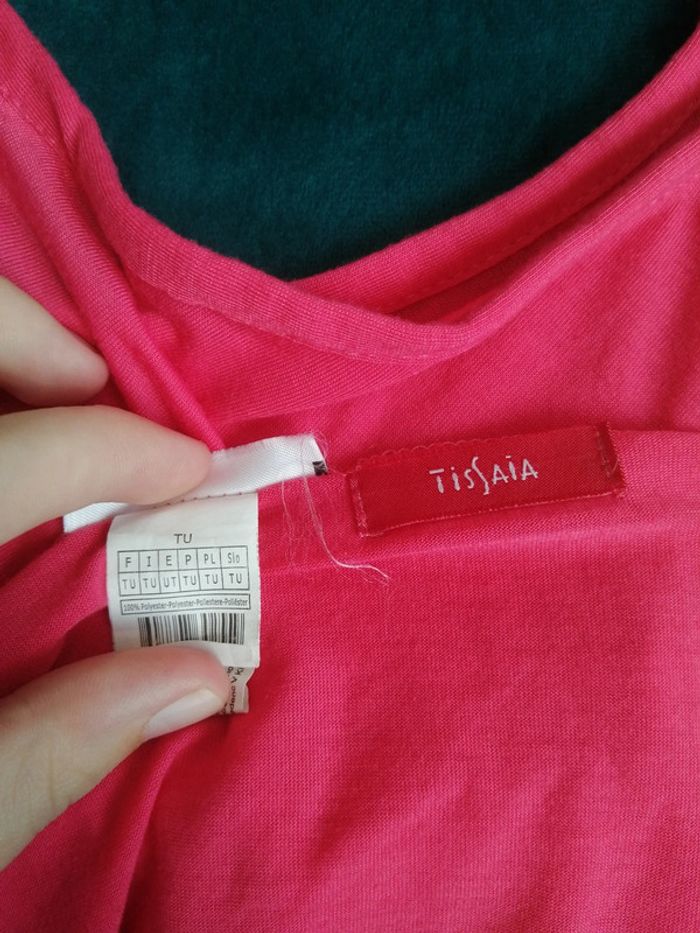 TissAiA
TU
F I E P PL Slo
TU TU UT TU TU TU
100% Polyester-Polyester-Poliestere-Poliéster